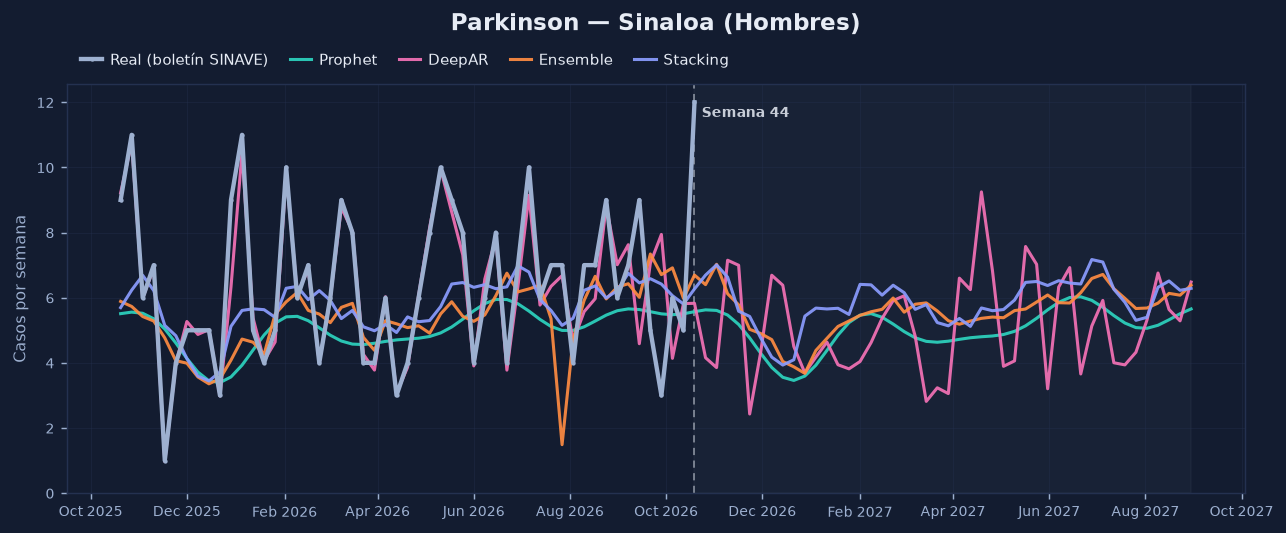 Parkinson — Sinaloa (Hombres)
Real (boletín SINAVE) Prophet DeepAR Ensemble Stacking
Semana 44
Casos por semana
12
10
8
6
4
2
0
Oct 2025 Dec 2025 Feb 2026 Apr 2026 Jun 2026 Aug 2026 Oct 2026 Dec 2026 Feb 2027 Apr 2027 Jun 2027 Aug 2027 Oct 2027